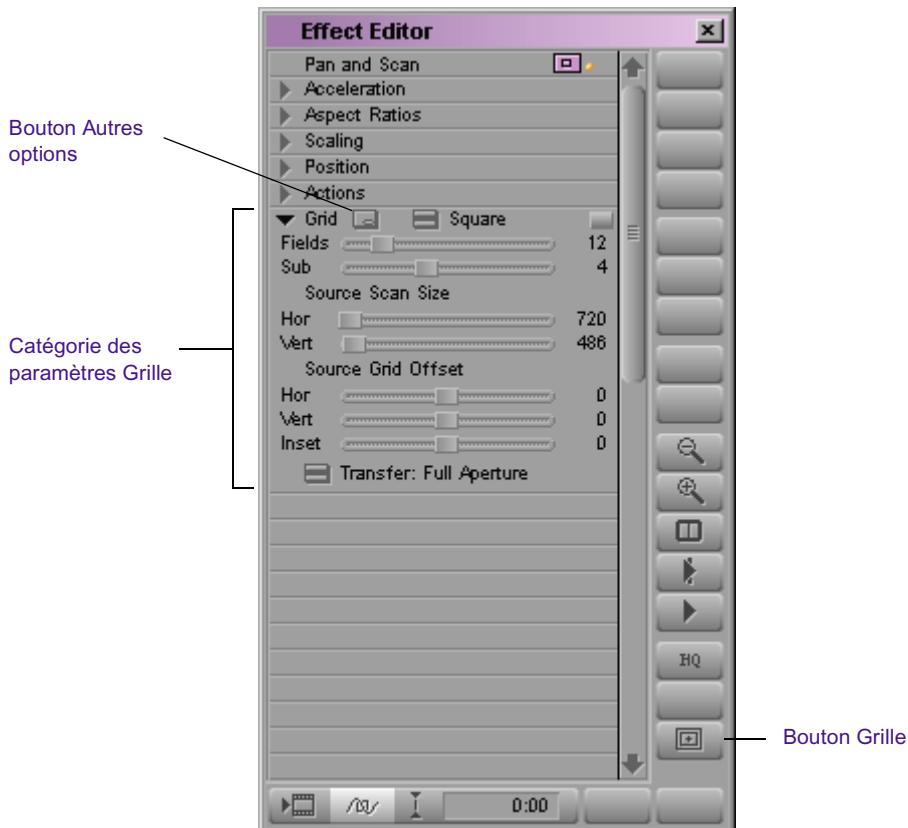 Effect Editor
Pan and Scan
Acceleration
Bouton Autres
options
Aspect Ratios
Scaling
Position
Actions
Grid Square
Fields 12
Sub 4
Source Scan Size
Hor 720
Catégorie des
paramètres Grille
Vert 486
Source Grid Offset
Hor 0
Vert 0
Inset 0
Transfer: Full Aperture
HQ
Bouton Grille
0:00